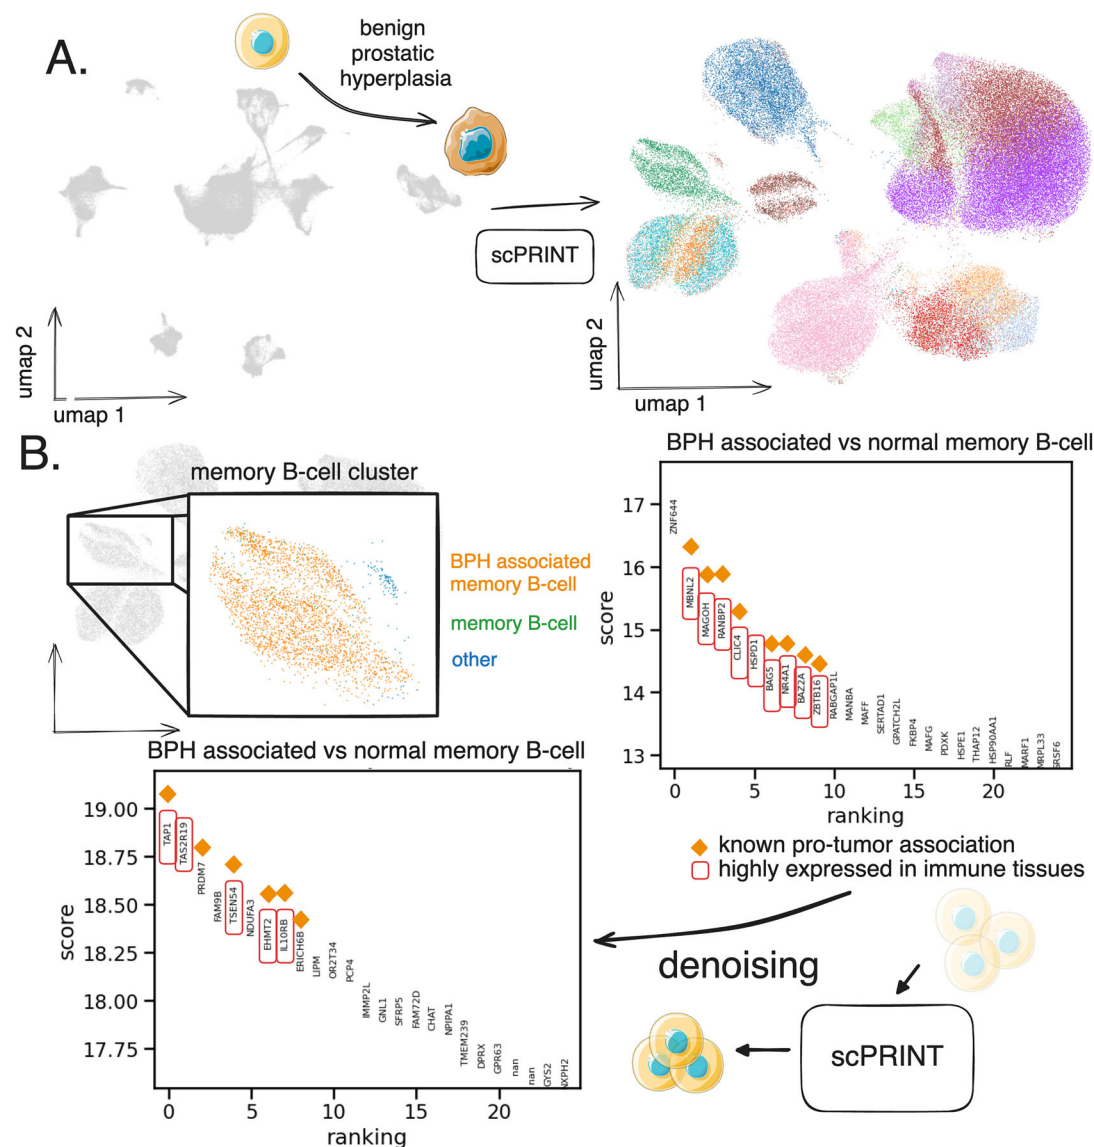 A.
benign
prostatic
hyperplasia
scPRINT
umap 2
umap 1
umap 2
umap 1
B.
memory B-cell cluster
BPH associated
memory B-cell
memory B-cell
other
BPH associated vs normal memory B-cell
score
17
16
15
14
13
ZNF644
MBNL2
MAGOH
RANBP2
CLIC4
HSPD1
BAG5
NR4A1
BAZ2A
ZBTB16
RABGAP1L
MANBA
MAFF
SERTAD1
GPATCH2L
FKBP4
MAFG
PDXK
HSPE1
THAP12
HSP90AA1
RLF
MARF1
MRPL33
SRSF6
0 5 10 15 20
ranking
known pro-tumor association
highly expressed in immune tissues
BPH associated vs normal memory B-cell
score
19.00
18.75
18.50
18.25
18.00
17.75
TAP1
TAS2R19
PRDM7
FAM9B
TSEN54
NDUFA3
EHMT2
IL10RB
ERICH6B
LIPM
OR2T34
PCP4
IMMP2L
GNL1
SFRP5
FAM72D
CHAT
NPIPA1
TMEM239
DPRX
GPR63
nan
nan
GYS2
NXPH2
0 5 10 15 20
ranking
denoising
scPRINT